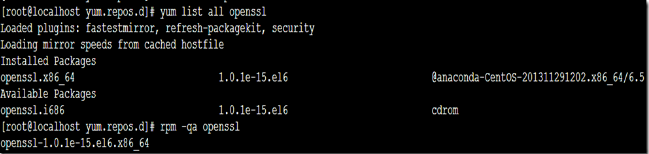 [root@localhost yum.repos.d]# yum list all openssl
Loaded plugins: fastestmirror, refresh-packagekit, security
Loading mirror speeds from cached hostfile
Installed Packages
openssl.x86_64 1.0.1e-15.el6 @anaconda-CentOS-201311291202.x86_64/6.5
Available Packages
openssl.i686 1.0.1e-15.el6 cdrom
[root@localhost yum.repos.d]# rpm -qa openssl
openssl-1.0.1e-15.el6.x86_64